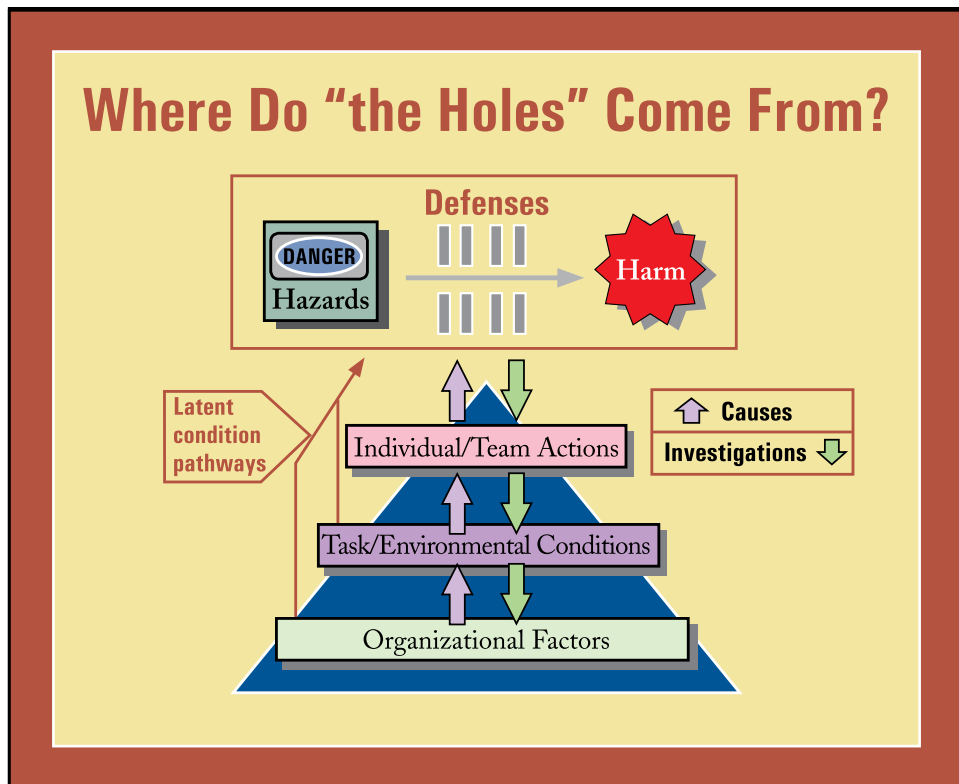 Where Do “the Holes” Come From?
Defenses
DANGER
Hazards
Harm
Latent
condition
pathways
Causes
Investigations
Individual/Team Actions
Task/Environmental Conditions
Organizational Factors